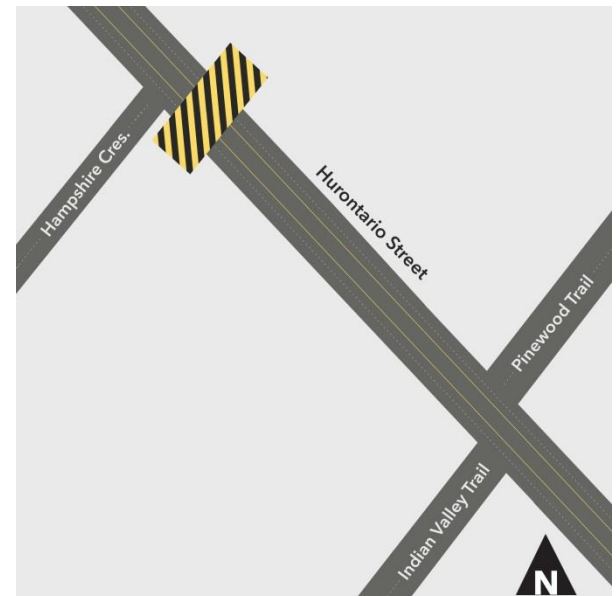 Hampshire Cres.
Hurontario Street
Pinewood Trail
Indian Valley Trail
N